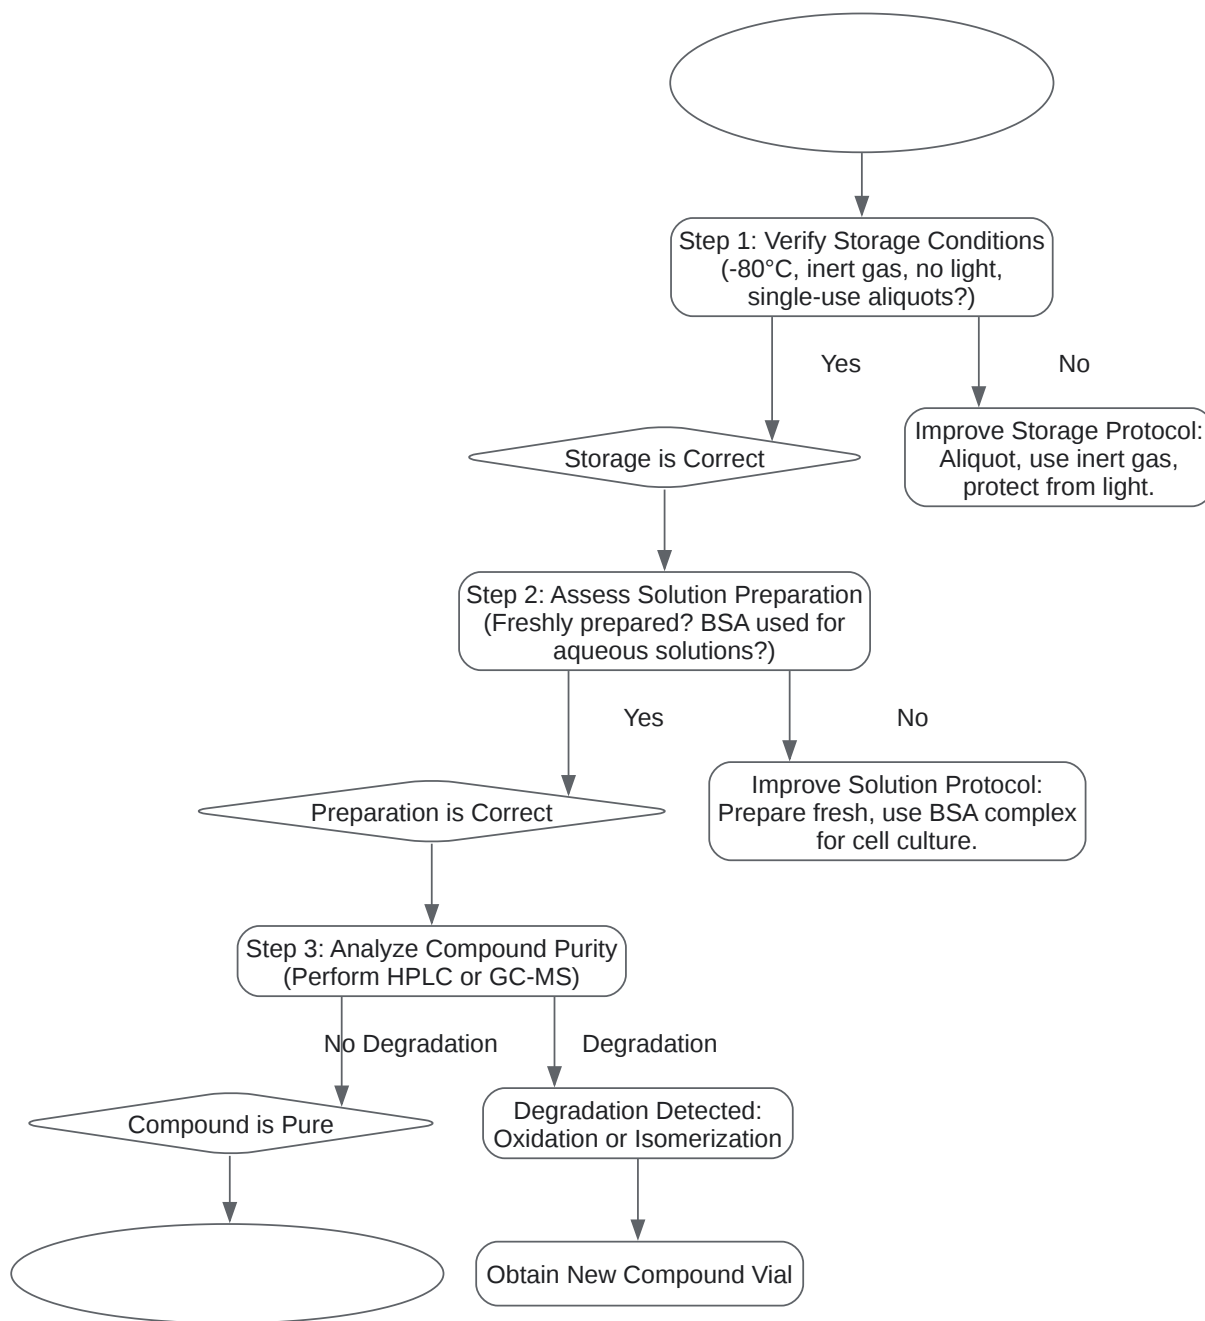 Step 1: Verify Storage Conditions
(-80°C, inert gas, no light,
single-use aliquots?)
Yes
No
Improve Storage Protocol:
Aliquot, use inert gas,
protect from light.
Storage is Correct
Step 2: Assess Solution Preparation
(Freshly prepared? BSA used for
aqueous solutions?)
Yes
No
Improve Solution Protocol:
Prepare fresh, use BSA complex
for cell culture.
Preparation is Correct
Step 3: Analyze Compound Purity
(Perform HPLC or GC-MS)
No Degradation
Degradation
Compound is Pure
Degradation Detected:
Oxidation or Isomerization
Obtain New Compound Vial